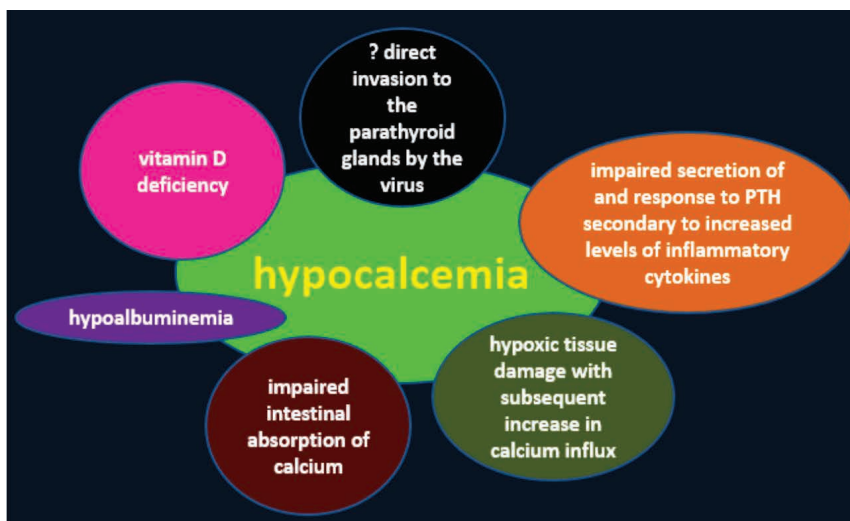 ? direct
invasion to
the
parathyroid
glands by the
virus
vitamin D
deficiency
impaired secretion of
and response to PTH
secondary to increased
levels of inflammatory
cytokines
hypocalcemia
hypoalbuminemia
hypoxic tissue
damage with
subsequent
increase in
calcium influx
impaired
intestinal
absorption of
calcium